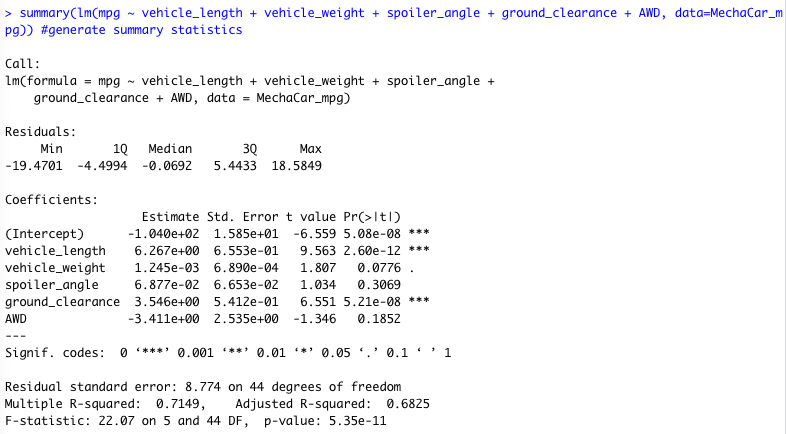 > summary(lm(mpg ~ vehicle_length + vehicle_weight + spoiler_angle + ground_clearance + AWD, data=MechaCar_m
pg)) #generate summary statistics
Call:
lm(formula = mpg ~ vehicle_length + vehicle_weight + spoiler_angle +
    ground_clearance + AWD, data = MechaCar_mpg)
Residuals:
     Min       1Q   Median       3Q      Max
-19.4701  -4.4994  -0.0692   5.4433  18.5849
Coefficients:
                   Estimate Std. Error t value Pr(>|t|)
(Intercept)      -1.040e+02  1.585e+01  -6.559 5.08e-08 ***
vehicle_length    6.267e+00  6.553e-01   9.563 2.60e-12 ***
vehicle_weight    1.245e-03  6.890e-04   1.807   0.0776 .
spoiler_angle     6.877e-02  6.653e-02   1.034   0.3069
ground_clearance  3.546e+00  5.412e-01   6.551 5.21e-08 ***
AWD              -3.411e+00  2.535e+00  -1.346   0.1852
---
Signif. codes:  0 ‘***’ 0.001 ‘**’ 0.01 ‘*’ 0.05 ‘.’ 0.1 ‘ ’ 1
Residual standard error: 8.774 on 44 degrees of freedom
Multiple R-squared:  0.7149,    Adjusted R-squared:  0.6825
F-statistic: 22.07 on 5 and 44 DF,  p-value: 5.35e-11